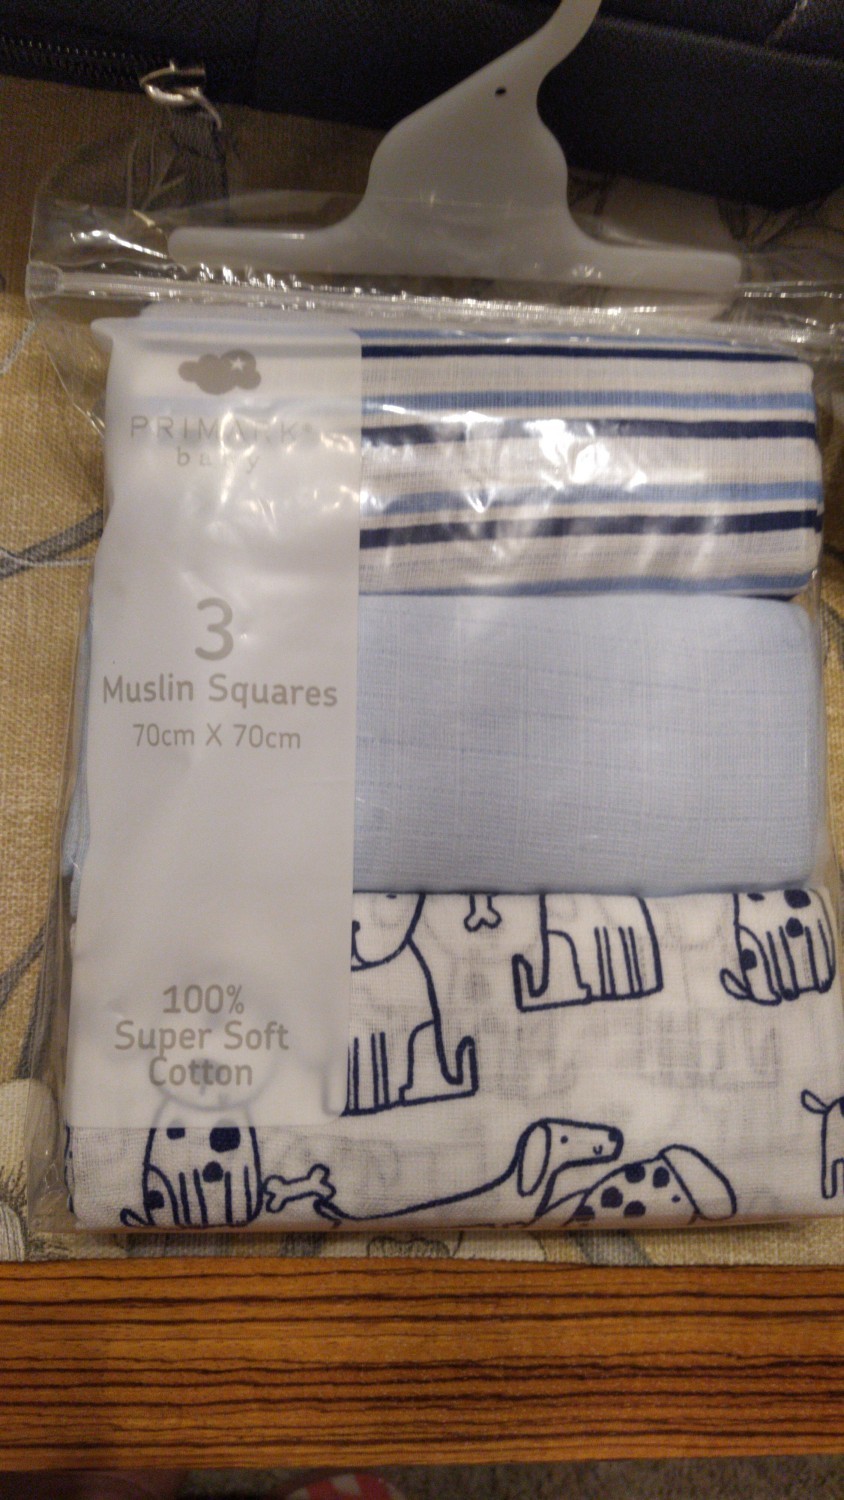 PRIMARK®
baby
3
Muslin Squares
70cm X 70cm
100%
Super Soft
Cotton